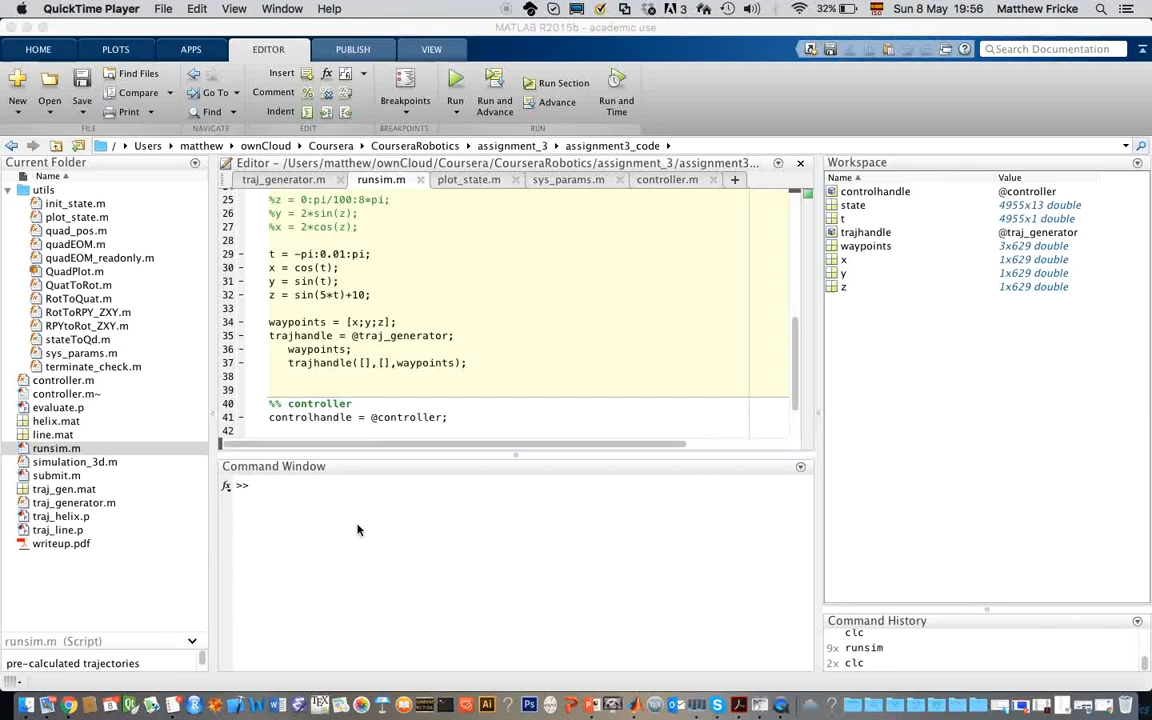 QuickTime Player File Edit View Window Help 3 32% Sun 8 May 19:56 Matthew Fricke
MATLAB R2015b - academic use
HOME PLOTS APPS EDITOR PUBLISH VIEW Search Documentation
New Open Save Find Files Compare Print Go To Find Insert fx Comment Indent Breakpoints Run Run and Advance Run Section Advance Run and Time
FILE NAVIGATE EDIT BREAKPOINTS RUN
/ Users matthew ownCloud Coursera CourseraRobotics assignment_3 assignment3_code
Current Folder
Name
utils
init_state.m
plot_state.m
quad_pos.m
quadEOM.m
quadEOM_readonly.m
QuadPlot.m
QuatToRot.m
RotToQuat.m
RotToRPY_ZXY.m
RPYtoRot_ZXY.m
stateToQd.m
sys_params.m
terminate_check.m
controller.m
controller.m~
evaluate.p
helix.mat
line.mat
runsim.m
simulation_3d.m
submit.m
traj_gen.mat
traj_generator.m
traj_helix.p
traj_line.p
writeup.pdf
runsim.m (Script)
pre-calculated trajectories
Editor - /Users/matthew/ownCloud/Coursera/CourseraRobotics/assignment_3/assignment3...
traj_generator.m runsim.m plot_state.m sys_params.m controller.m
25 %z = 0:pi/100:8*pi;
26 %y = 2*sin(z);
27 %x = 2*cos(z);
28
29 t = -pi:0.01:pi;
30 x = cos(t);
31 y = sin(t);
32 z = sin(5*t)+10;
33
34 waypoints = [x;y;z];
35 trajhandle = @traj_generator;
36 waypoints;
37 trajhandle([],[],waypoints);
38
39
40 %% controller
41 controlhandle = @controller;
42
Command Window
fx >>
Workspace
Name Value
controlhandle @controller
state 4955x13 double
t 4955x1 double
trajhandle @traj_generator
waypoints 3x629 double
x 1x629 double
y 1x629 double
z 1x629 double
Command History
clc
9x runsim
2x clc